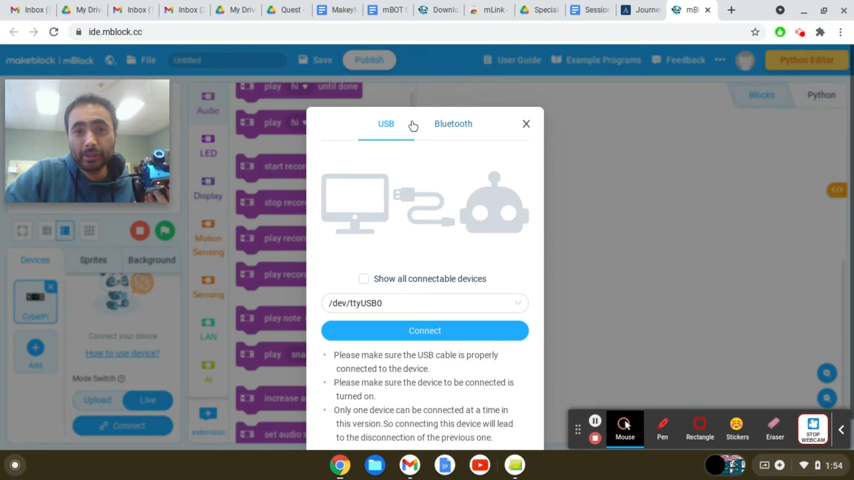 Inbox (
My Driv
Inbox (
Inbox (
My Driv
Quest -
Makey
mBOT
Downlo
mLink -
Special
Session
Journe
mBl
ide.mblock.cc
makeblock | mBlock
File
Untitled
Save
Publish
User Guide
Example Programs
Feedback
Python Editor
Audio
LED
Display
Motion
Sensing
Sensing
LAN
AI
extension
play hi until done
play hi
start recor
stop recor
play recor
play recor
play note
play sna
increase a
set audio s
Blocks
Python
USB
Bluetooth
X
Show all connectable devices
/dev/ttyUSB0
Connect
Please make sure the USB cable is properly
connected to the device.
Please make sure the device to be connected is
turned on.
Only one device can be connected at a time in
this version.So connecting this device will lead
to the disconnection of the previous one.
Devices
Sprites
Background
CyberPi
Add
Connect your device
How to use device?
Mode Switch
Upload
Live
Connect
Mouse
Pen
Rectangle
Stickers
Eraser
STOP
WEBCAM
1:54